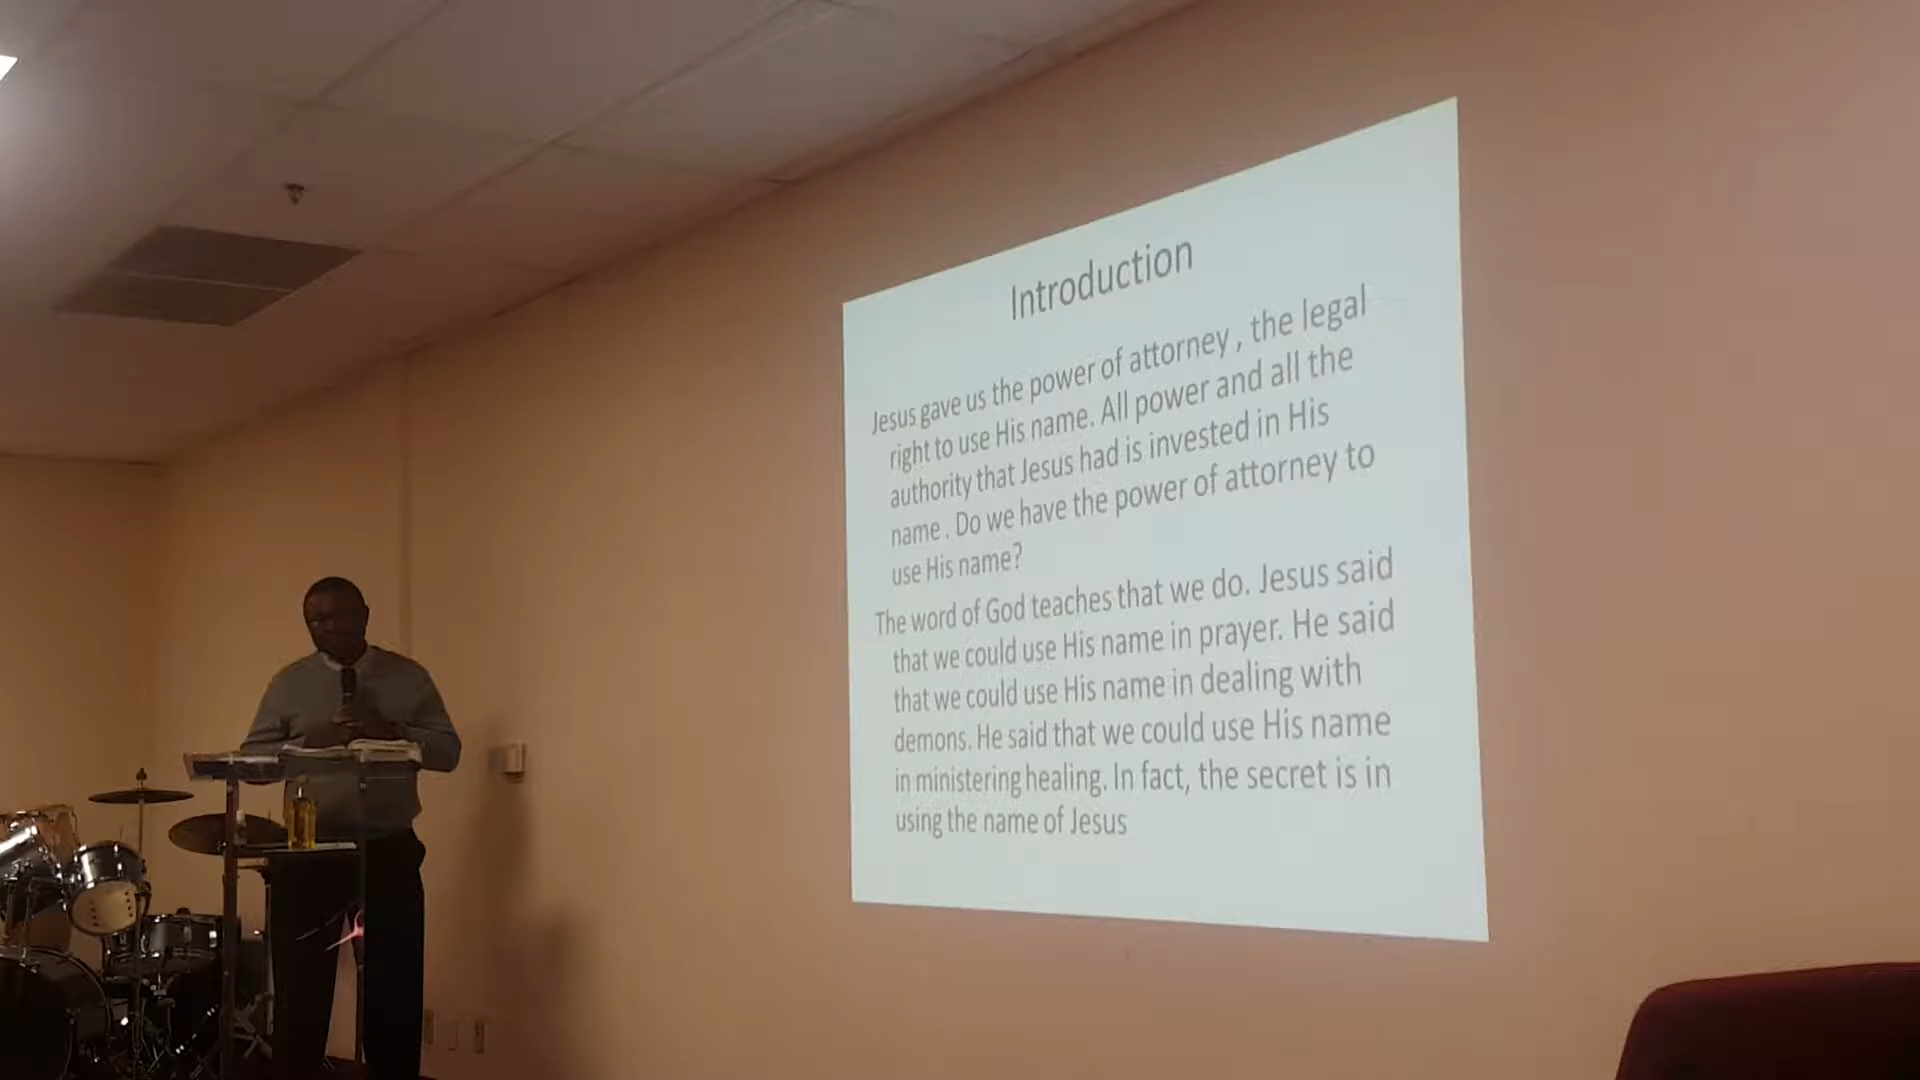 Introduction
Jesus gave us the power of attorney , the legal
right to use His name. All power and all the
authority that Jesus had is invested in His
name . Do we have the power of attorney to
use His name?
The word of God teaches that we do. Jesus said
that we could use His name in prayer. He said
that we could use His name in dealing with
demons. He said that we could use His name
in ministering healing. In fact, the secret is in
using the name of Jesus